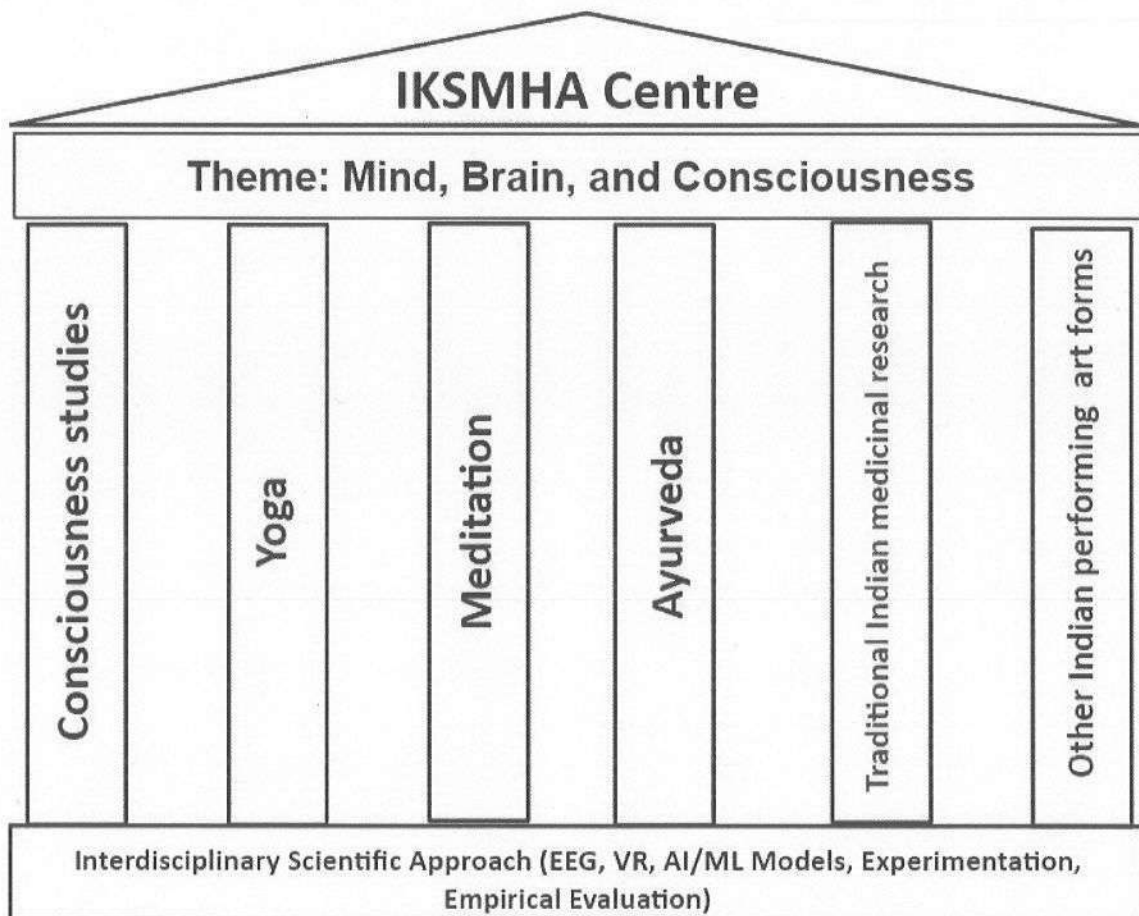 IKSMHA Centre
Theme: Mind, Brain, and Consciousness
Consciousness studies
Yoga
Meditation
Ayurveda
Traditional Indian medicinal research
Other Indian performing art forms
Interdisciplinary Scientific Approach (EEG, VR, AI/ML Models, Experimentation,
Empirical Evaluation)